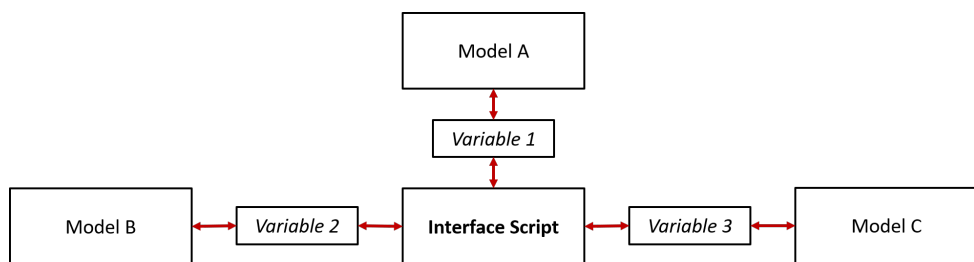 Model A
Variable 1
Model B
Variable 2
Interface Script
Variable 3
Model C